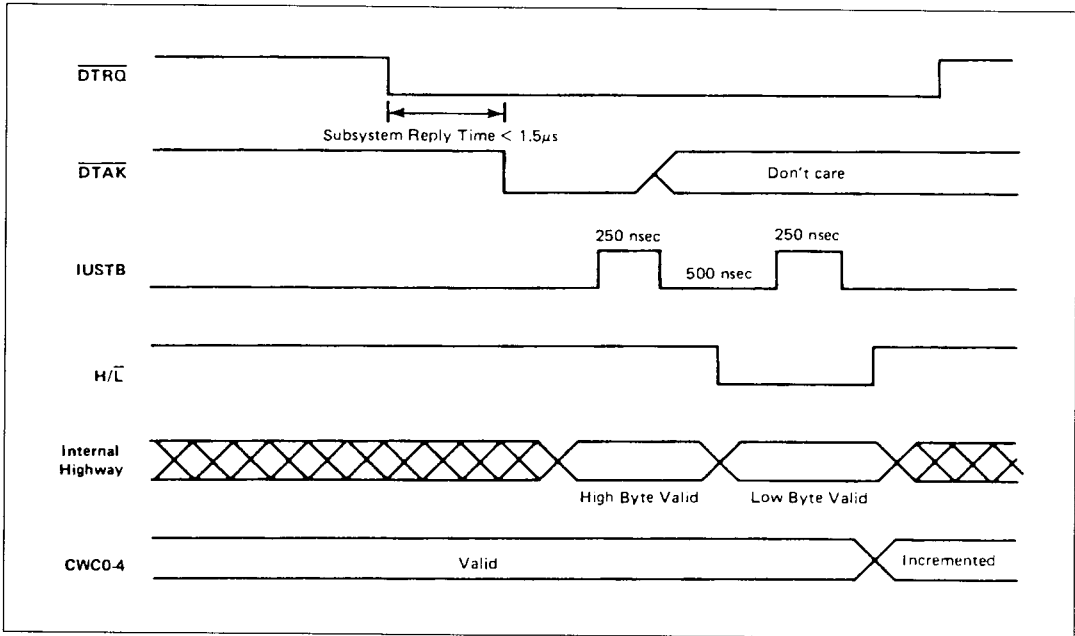 DTRQ
Subsystem Reply Time < 1.5μs
DTAK
Don't care
250 nsec
250 nsec
IUSTB
500 nsec
H/L
Internal
Highway
High Byte Valid
Low Byte Valid
CWC0-4
Valid
Incremented